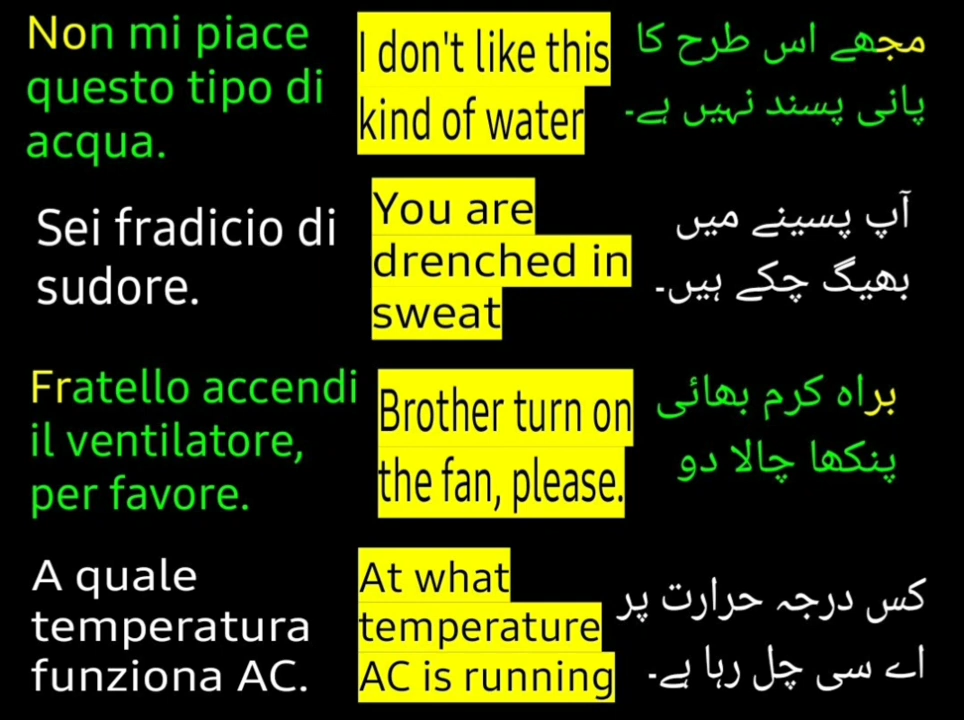 Non mi piace
questo tipo di
acqua.
I don't like this
kind of water
مجھے اس طرح کا
پانی پسند نہیں ہے۔
Sei fradicio di
sudore.
You are
drenched in
sweat
آپ پسینے میں
بھیگ چکے ہیں۔
Fratello accendi
il ventilatore,
per favore.
Brother turn on
the fan, please.
براہ کرم بھائی
پنکھا چالا دو
A quale
temperatura
funziona AC.
At what
temperature
AC is running
کس درجہ حرارت پر
اے سی چل رہا ہے۔